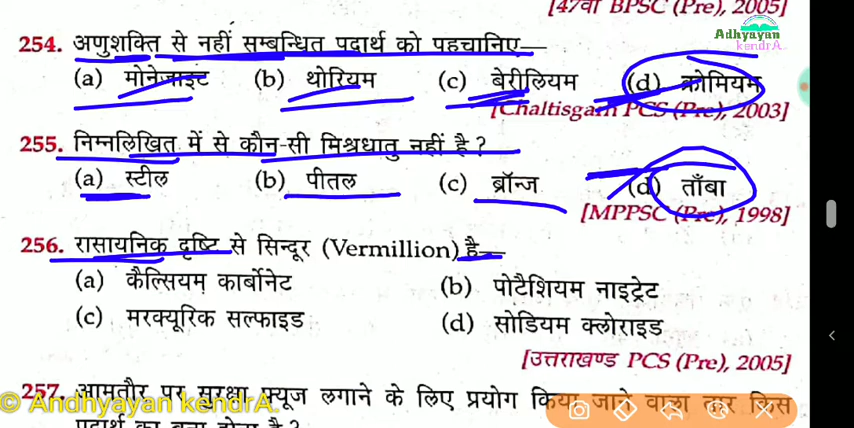 [47वीं BPSC (Pre), 2005]
Adhyayan
kendrA.
254. अणुशक्ति से नहीं सम्बन्धित पदार्थ को पहचानिए—
(a) मोनेजाइट (b) थोरियम (c) बेरीलियम (d) क्रोमियम
[Chaltisgarh PCS (Pre), 2003]
255. निम्नलिखित में से कौन-सी मिश्रधातु नहीं है ?
(a) स्टील (b) पीतल (c) ब्रॉन्ज (d) ताँबा
[MPPSC (Pre), 1998]
256. रासायनिक दृष्टि से सिन्दूर (Vermillion) है—
(a) कैल्सियम कार्बोनेट (b) पोटैशियम नाइट्रेट
(c) मरक्यूरिक सल्फाइड (d) सोडियम क्लोराइड
[उत्तराखण्ड PCS (Pre), 2005]
257. आमतौर पर सुरक्षा फ्यूज लगाने के लिए प्रयोग किया जाने वाला तार किस
© Andhyayan kendrA.
पदार्थ का बना होता है ?